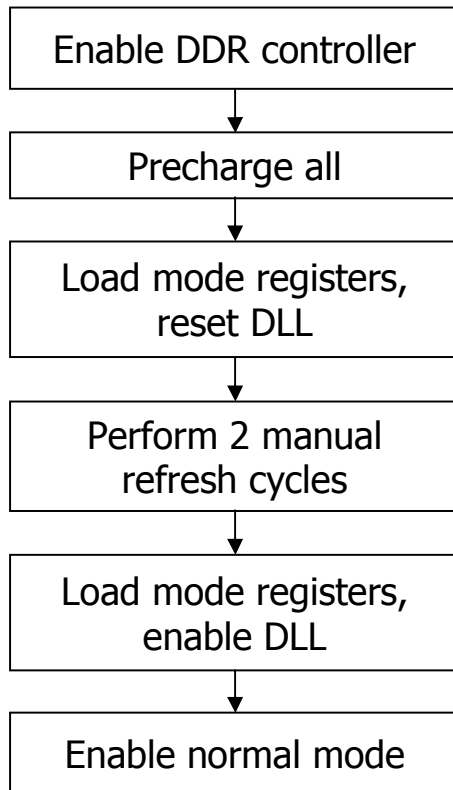 Enable DDR controller
Precharge all
Load mode registers,
reset DLL
Perform 2 manual
refresh cycles
Load mode registers,
enable DLL
Enable normal mode